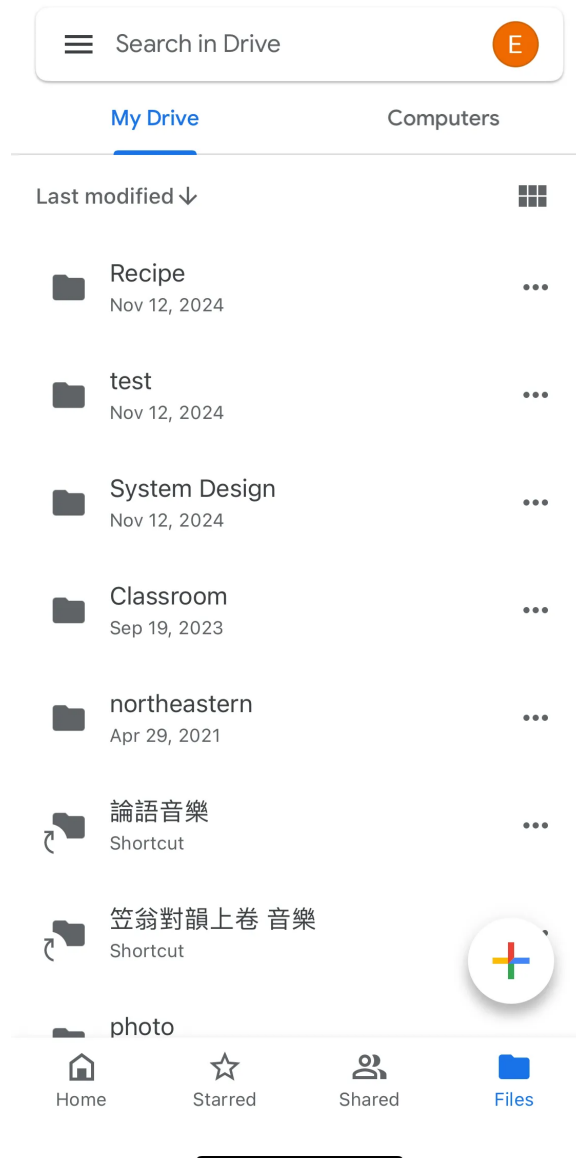 Search in Drive
E
My Drive
Computers
Last modified
Recipe
Nov 12, 2024
test
Nov 12, 2024
System Design
Nov 12, 2024
Classroom
Sep 19, 2023
northeastern
Apr 29, 2021
論語音樂
Shortcut
笠翁對韻上卷 音樂
Shortcut
photo
Home
Starred
Shared
Files